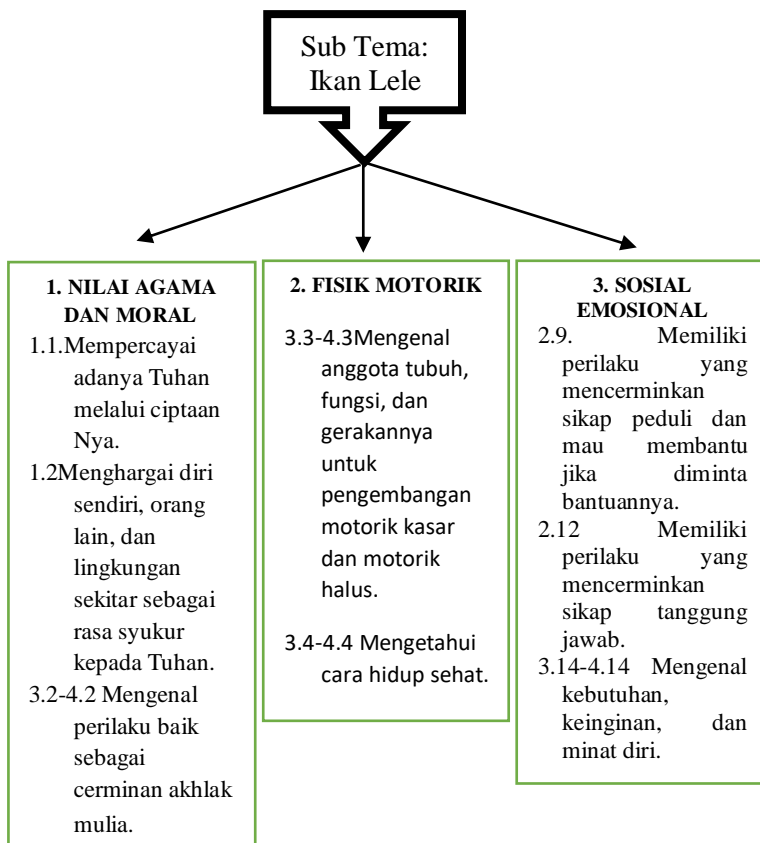 Sub Tema:
Ikan Lele
1. NILAI AGAMA
DAN MORAL
1.1.Mempercayai
adanya Tuhan
melalui ciptaan
Nya.
1.2Menghargai diri
sendiri, orang
lain, dan
lingkungan
sekitar sebagai
rasa syukur
kepada Tuhan.
3.2-4.2 Mengenal
perilaku baik
sebagai
cerminan akhlak
mulia.
2. FISIK MOTORIK
3.3-4.3Mengenal
anggota tubuh,
fungsi, dan
gerakannya
untuk
pengembangan
motorik kasar
dan motorik
halus.
3.4-4.4 Mengetahui
cara hidup sehat.
3. SOSIAL
EMOSIONAL
2.9. Memiliki
perilaku yang
mencerminkan
sikap peduli dan
mau membantu
jika diminta
bantuannya.
2.12 Memiliki
perilaku yang
mencerminkan
sikap tanggung
jawab.
3.14-4.14 Mengenal
kebutuhan,
keinginan, dan
minat diri.